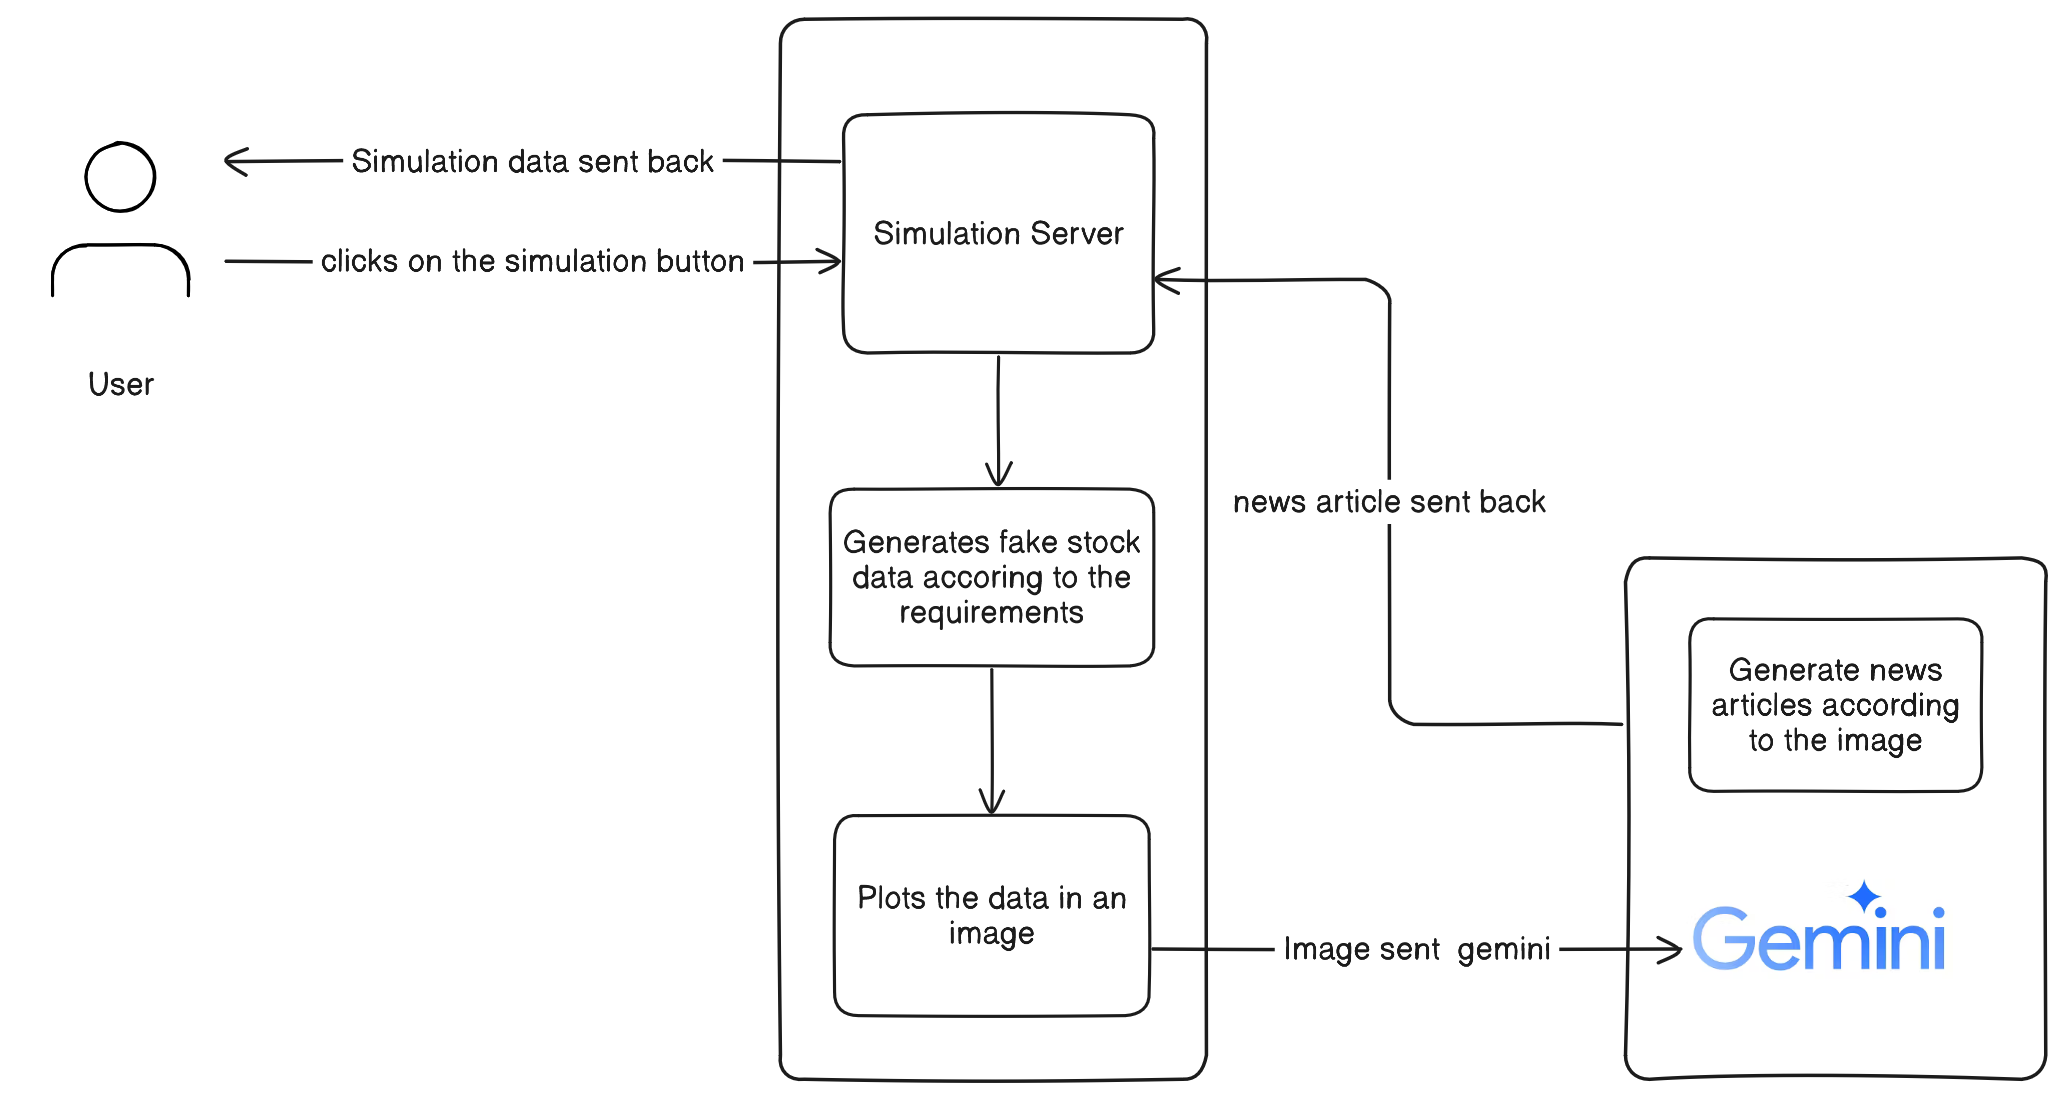 Simulation data sent back
Simulation Server
clicks on the simulation button
User
news article sent back
Generates fake stock
data accoring to the
requirements
Generate news
articles according
to the image
Plots the data in an
image
Image sent  gemini
Gemini